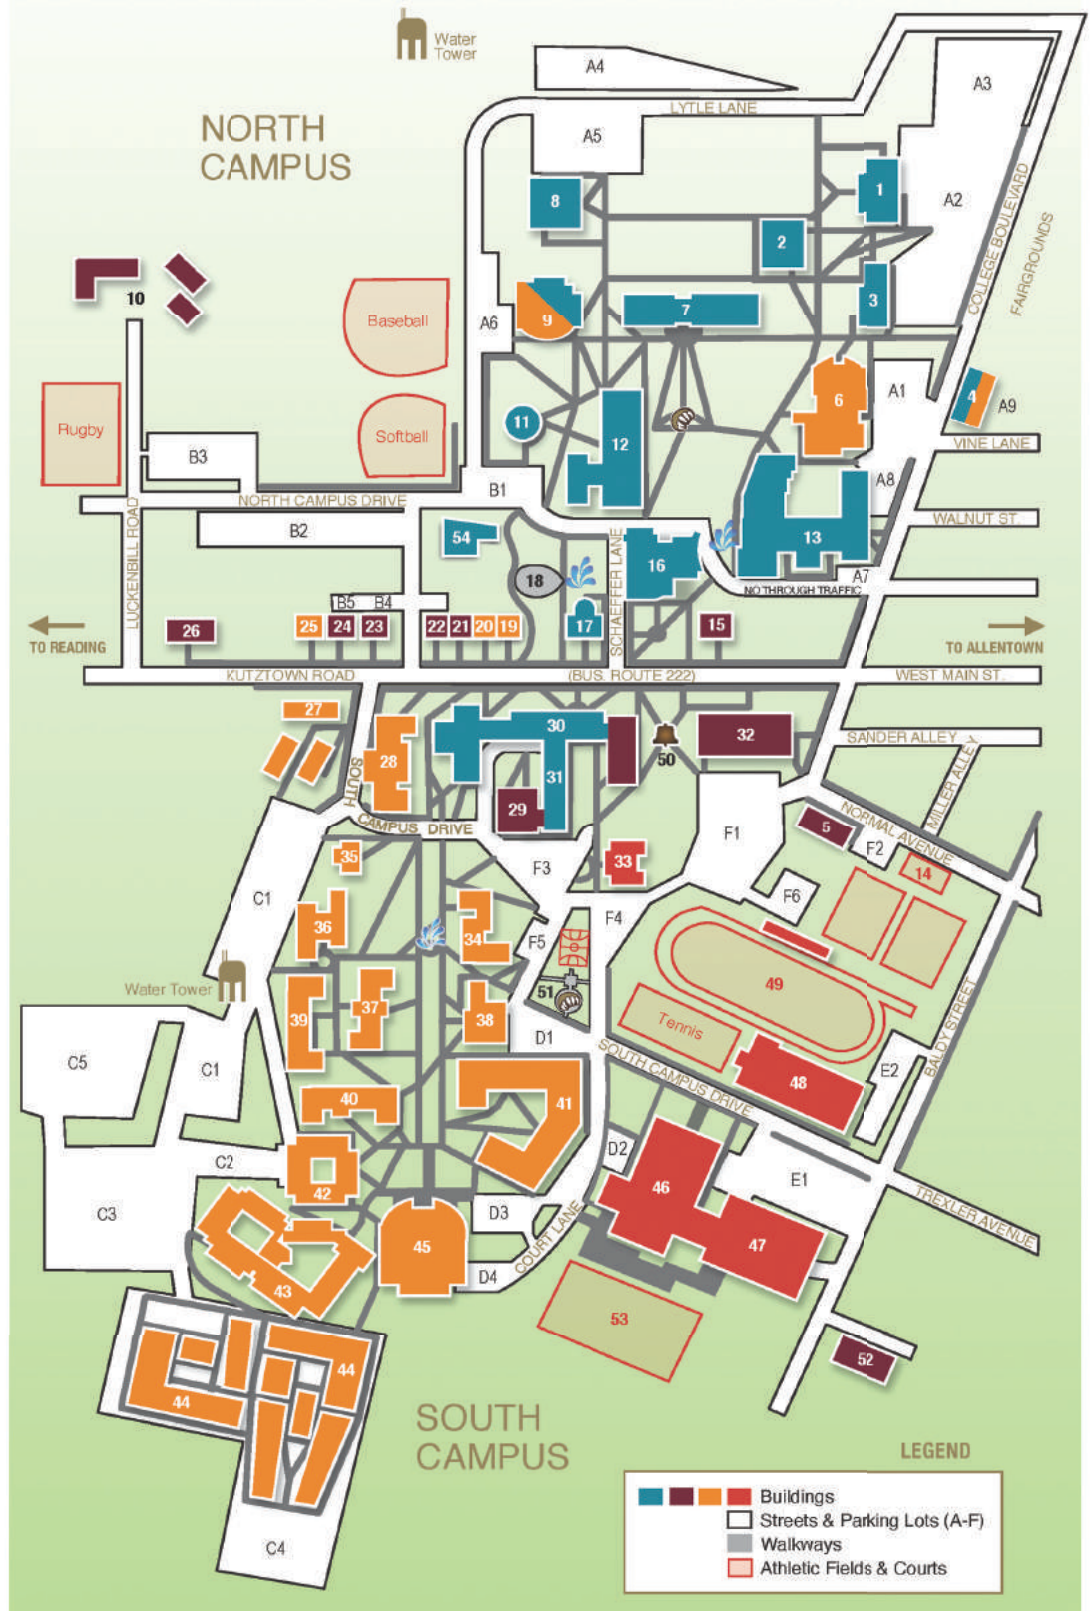 Water
Tower
A4
A3
LYTLE LANE
NORTH
CAMPUS
A5
1
8
A2
2
COLLEGE BOULEVARD
FAIRGROUNDS
10
3
7
9
Baseball
A6
A1
4
6
A9
11
Rugby
Softball
12
VINE LANE
B3
A8
B1
NORTH CAMPUS DRIVE
WALNUT ST.
B2
54
13
16
LUCKENBILL ROAD
18
SCHAEFFER LANE
A7
NO THROUGH TRAFFIC
B5
B4
26
25
24
23
22
21
20
19
17
15
TO READING
TO ALLENTOWN
KUTZTOWN ROAD
(BUS. ROUTE 222)
WEST MAIN ST.
27
30
32
SANDER ALLEY
28
50
31
MILLER ALLEY
SOUTH
CAMPUS DRIVE
29
NORMAL AVENUE
5
F1
F2
35
33
F3
14
C1
F6
36
F4
34
F5
49
Water Tower
51
37
39
38
Tennis
D1
BALDY STREET
C5
C1
SOUTH CAMPUS DRIVE
E2
48
40
41
D2
C2
42
46
E1
TREXLER AVENUE
C3
D3
45
COURT LANE
47
D4
43
53
44
52
44
SOUTH
CAMPUS
C4
LEGEND
Buildings
Streets & Parking Lots (A-F)
Walkways
Athletic Fields & Courts